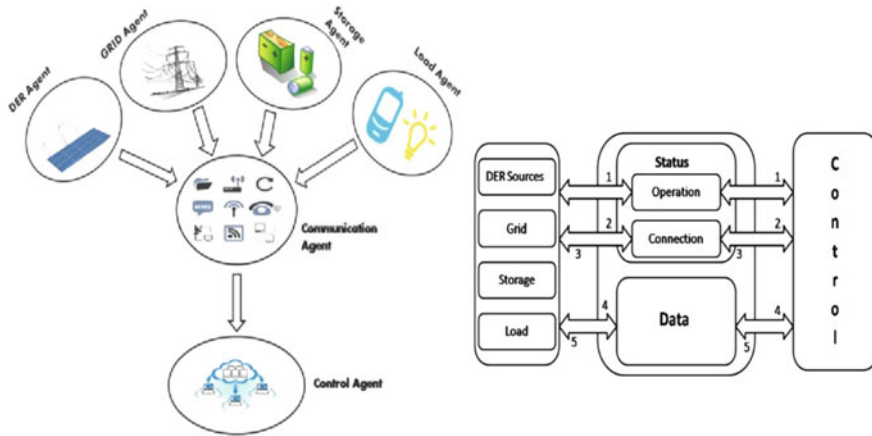 DER Agent
GRID Agent
Storage
Agent
Load Agent
Communication
Agent
Control Agent
DER Sources
Grid
Storage
Load
Status
Operation
Connection
Data
1
1
2
2
3
3
4
4
5
5
C
o
n
t
r
o
l